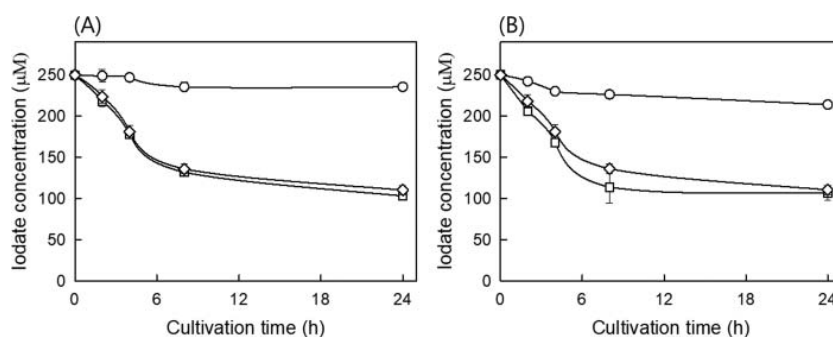 (A)
Iodate concentration (μM)
250
200
150
100
50
0
0 6 12 18 24
Cultivation time (h)
(B)
Iodate concentration (μM)
250
200
150
100
50
0
0 6 12 18 24
Cultivation time (h)